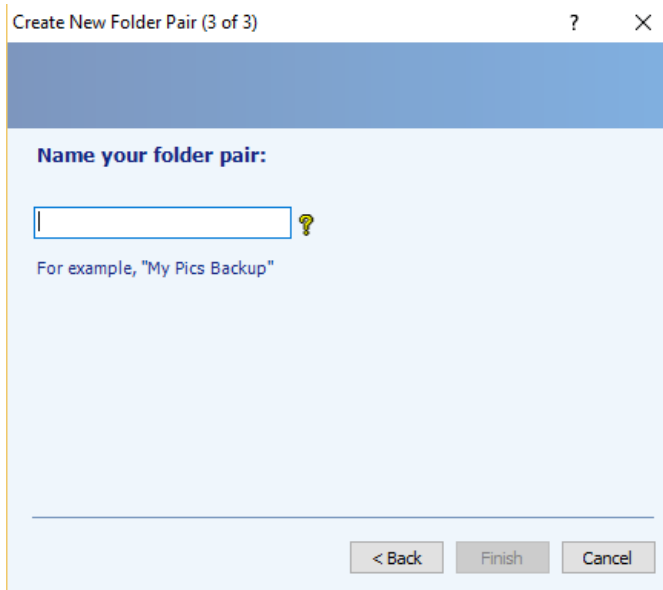 Create New Folder Pair (3 of 3) ?
Name your folder pair:
?
For example, "My Pics Backup"
< Back Finish Cancel